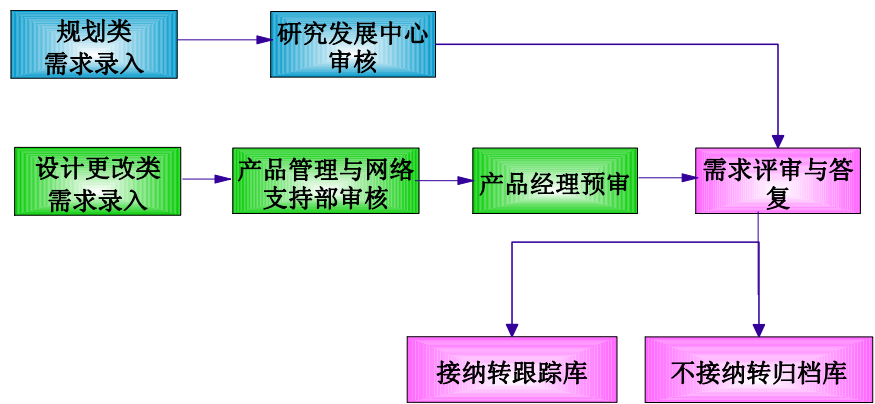 规划类
需求录入
研究发展中心
审核
设计更改类
需求录入
产品管理与网络
支持部审核
产品经理预审
需求评审与答
复
接纳转跟踪库
不接纳转归档库